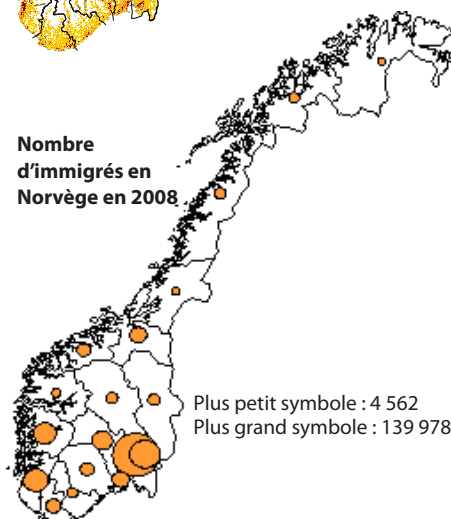 Nombre
d’immigrés en
Norvège en 2008
Plus petit symbole : 4 562
Plus grand symbole : 139 978